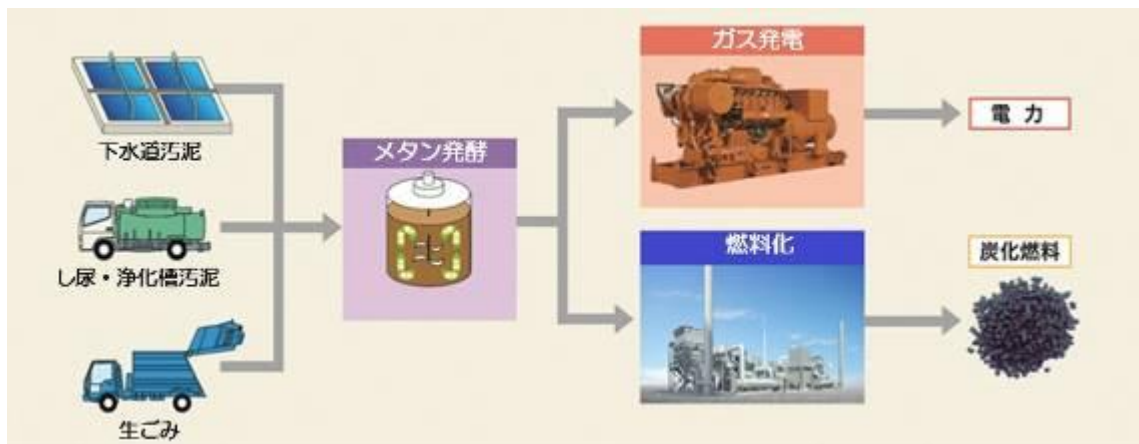 下水道汚泥
し尿・浄化槽汚泥
生ごみ
メタン発酵
ガス発電
電力
燃料化
炭化燃料